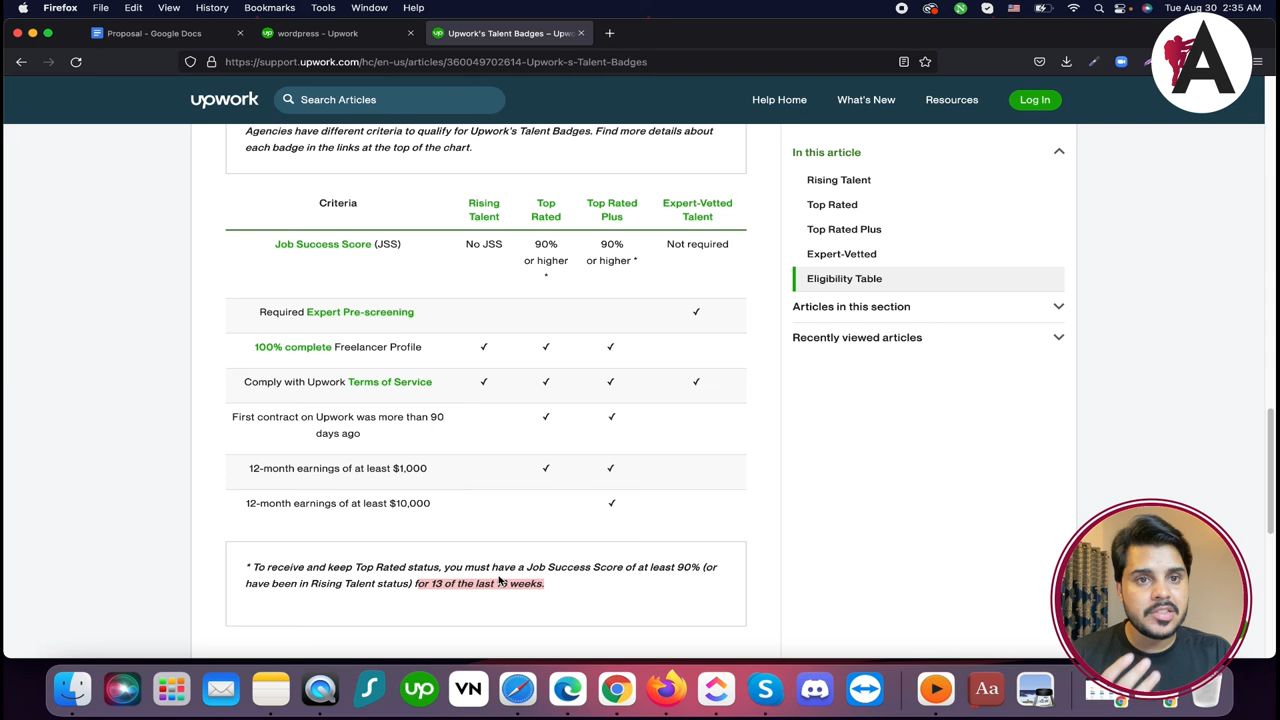 Firefox File Edit View History Bookmarks Tools Window Help Tue Aug 30 2:35 AM
Proposal - Google Docs
wordpress - Upwork
Upwork's Talent Badges – Upwo
https://support.upwork.com/hc/en-us/articles/360049702614-Upwork-s-Talent-Badges
A
upwork Search Articles Help Home What's New Resources Log In
Agencies have different criteria to qualify for Upwork's Talent Badges. Find more details about
each badge in the links at the top of the chart.
Criteria Rising Talent Top Rated Top Rated Plus Expert-Vetted Talent
Job Success Score (JSS) No JSS 90% or higher * 90% or higher * Not required
Required Expert Pre-screening ✓
100% complete Freelancer Profile ✓ ✓ ✓
Comply with Upwork Terms of Service ✓ ✓ ✓ ✓
First contract on Upwork was more than 90 days ago ✓ ✓
12-month earnings of at least $1,000 ✓ ✓
12-month earnings of at least $10,000 ✓
* To receive and keep Top Rated status, you must have a Job Success Score of at least 90% (or
have been in Rising Talent status) for 13 of the last weeks.
In this article
Rising Talent
Top Rated
Top Rated Plus
Expert-Vetted
Eligibility Table
Articles in this section
Recently viewed articles
up
VN
Aa